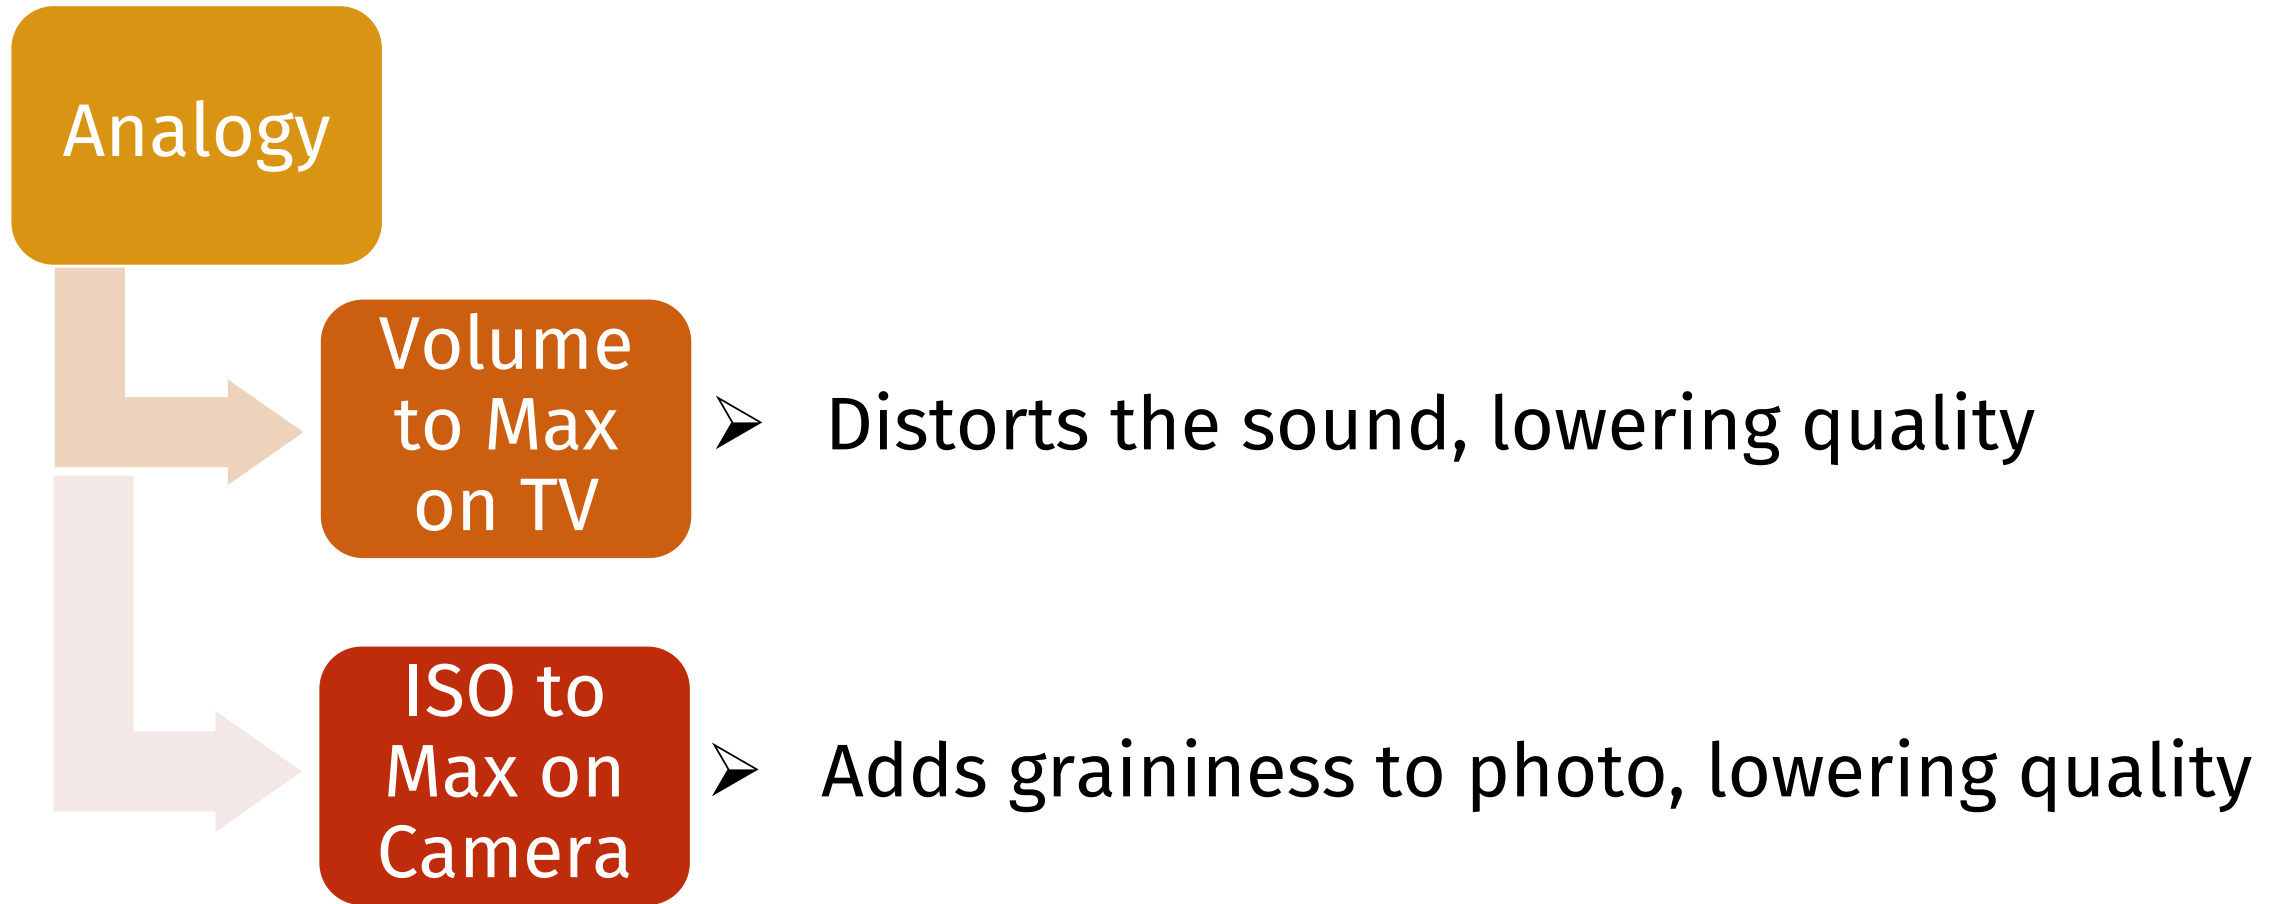 Analogy
Volume
to Max
on TV
Distorts the sound, lowering quality
ISO to
Max on
Camera
Adds graininess to photo, lowering quality